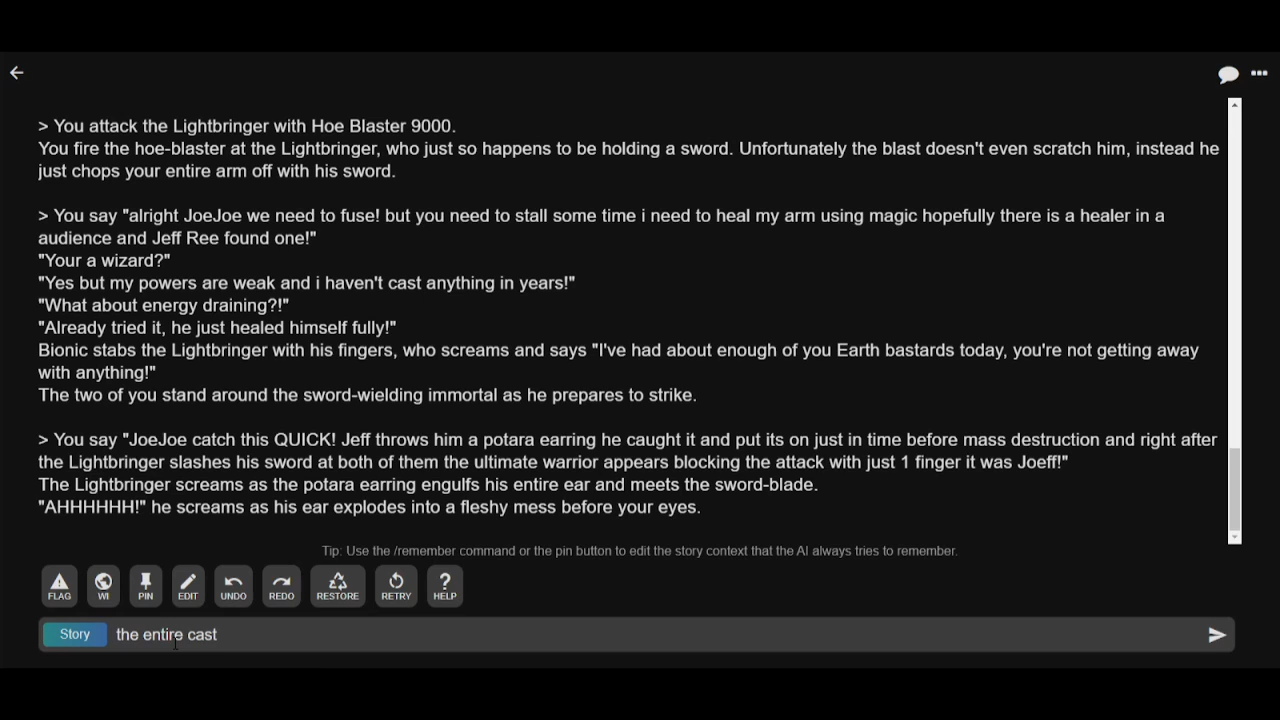 > You attack the Lightbringer with Hoe Blaster 9000.
You fire the hoe-blaster at the Lightbringer, who just so happens to be holding a sword. Unfortunately the blast doesn't even scratch him, instead he
just chops your entire arm off with his sword.
> You say "alright JoeJoe we need to fuse! but you need to stall some time i need to heal my arm using magic hopefully there is a healer in a
audience and Jeff Ree found one!"
"Your a wizard?"
"Yes but my powers are weak and i haven't cast anything in years!"
"What about energy draining?!"
"Already tried it, he just healed himself fully!"
Bionic stabs the Lightbringer with his fingers, who screams and says "I've had about enough of you Earth bastards today, you're not getting away
with anything!"
The two of you stand around the sword-wielding immortal as he prepares to strike.
> You say "JoeJoe catch this QUICK! Jeff throws him a potara earring he caught it and put its on just in time before mass destruction and right after
the Lightbringer slashes his sword at both of them the ultimate warrior appears blocking the attack with just 1 finger it was Joeff!"
The Lightbringer screams as the potara earring engulfs his entire ear and meets the sword-blade.
"AHHHHHH!" he screams as his ear explodes into a fleshy mess before your eyes.
Tip: Use the /remember command or the pin button to edit the story context that the AI always tries to remember.
FLAG WI PIN EDIT UNDO REDO RESTORE RETRY HELP
Story the entire cast